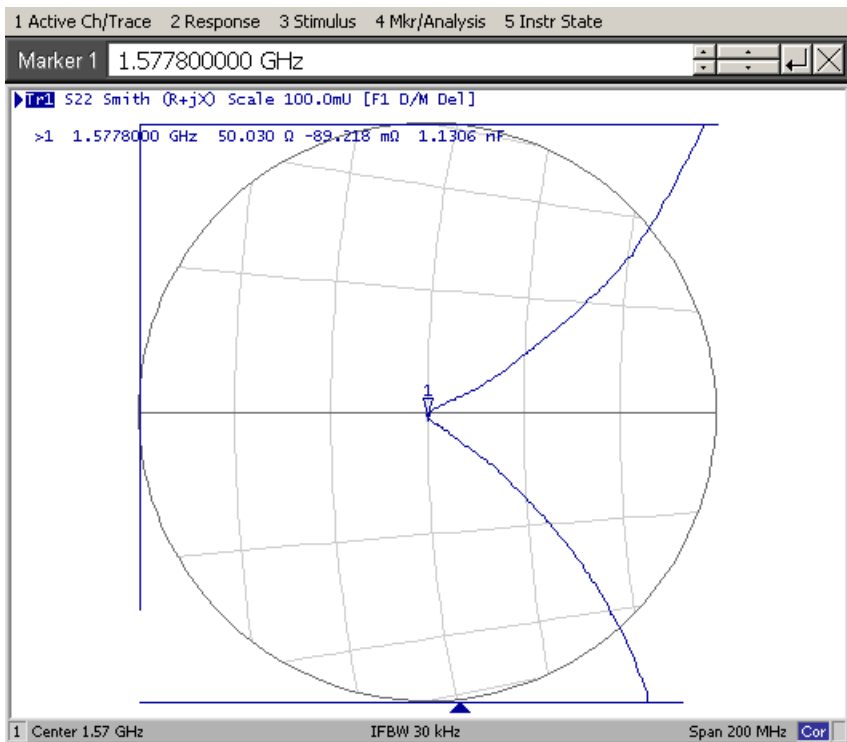 1 Active Ch/Trace 2 Response 3 Stimulus 4 Mkr/Analysis 5 Instr State
Marker 1 1.577800000 GHz
Tr1 S22 Smith (R+jX) Scale 100.0mU [F1 D/M Del]
>1 1.5778000 GHz 50.030 Ω -89.218 mΩ 1.1306 nF
1
1 Center 1.57 GHz IFBW 30 kHz Span 200 MHz Cor